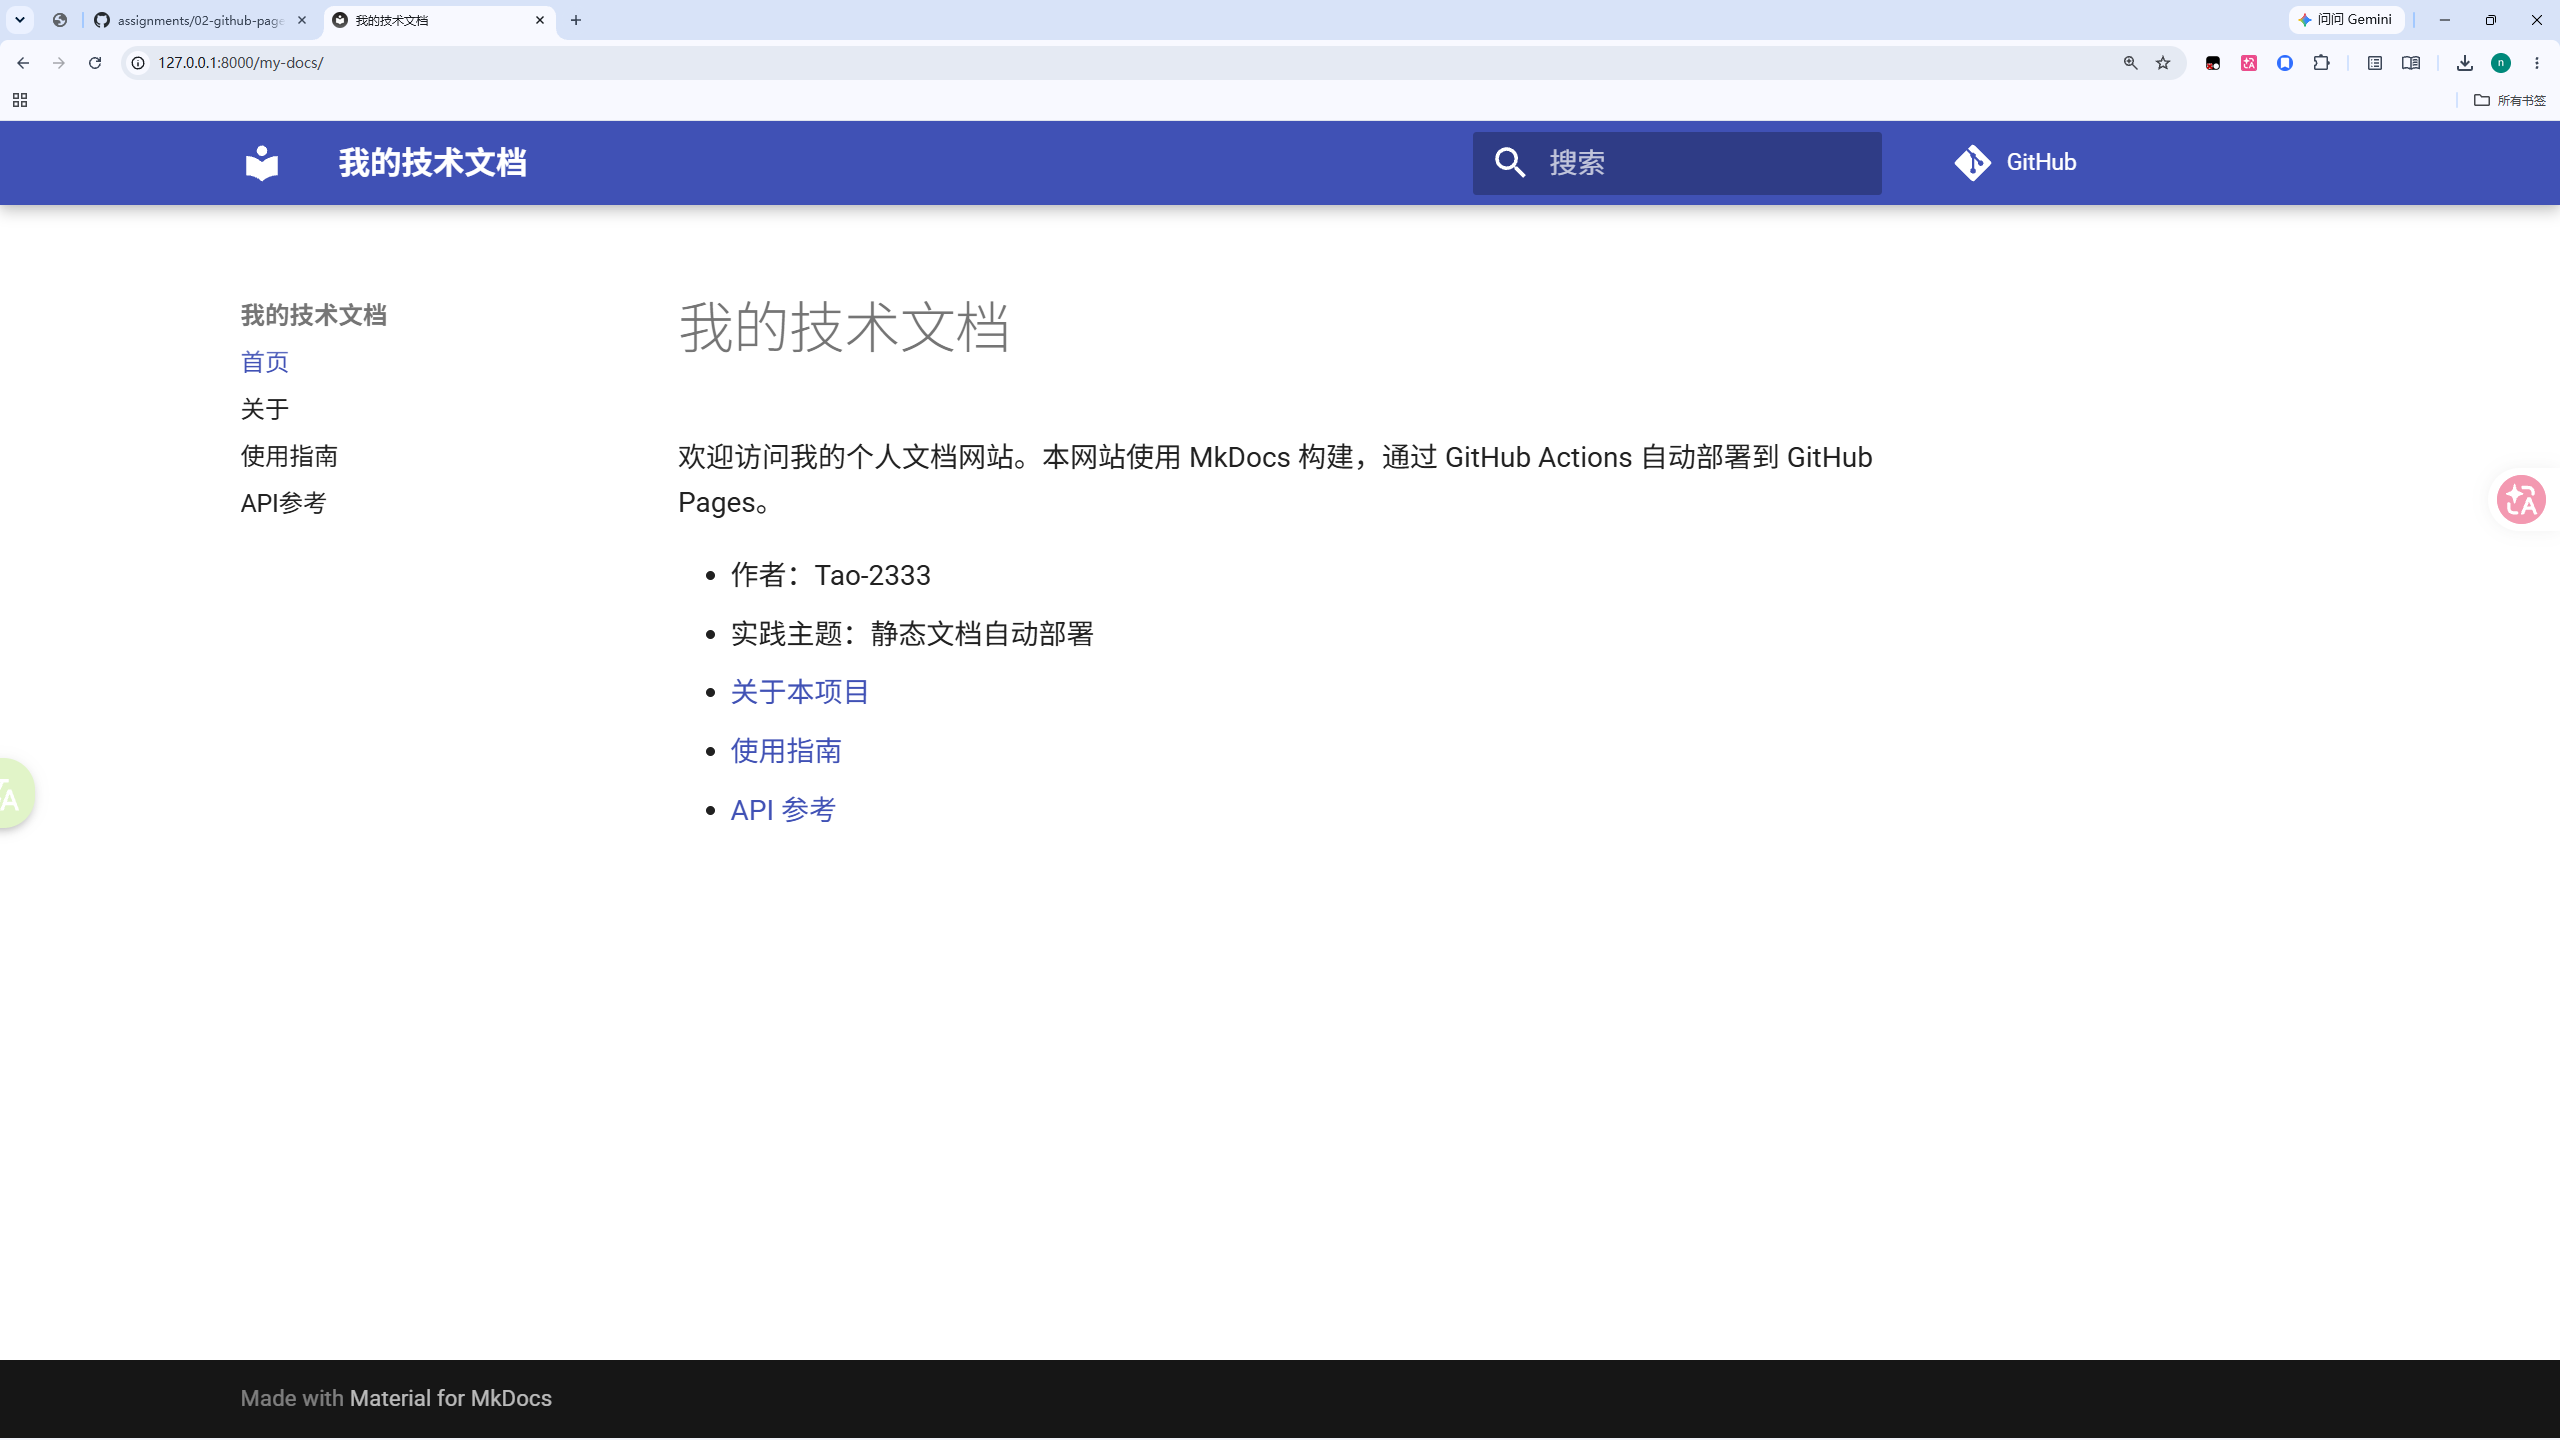 assignments/02-github-page
我的技术文档
问问 Gemini
127.0.0.1:8000/my-docs/
n
所有书签
我的技术文档
搜索
GitHub
我的技术文档
首页
关于
使用指南
API参考
我的技术文档
欢迎访问我的个人文档网站。本网站使用 MkDocs 构建，通过 GitHub Actions 自动部署到 GitHub
Pages。
作者：Tao-2333
实践主题：静态文档自动部署
关于本项目
使用指南
API 参考
Made with Material for MkDocs